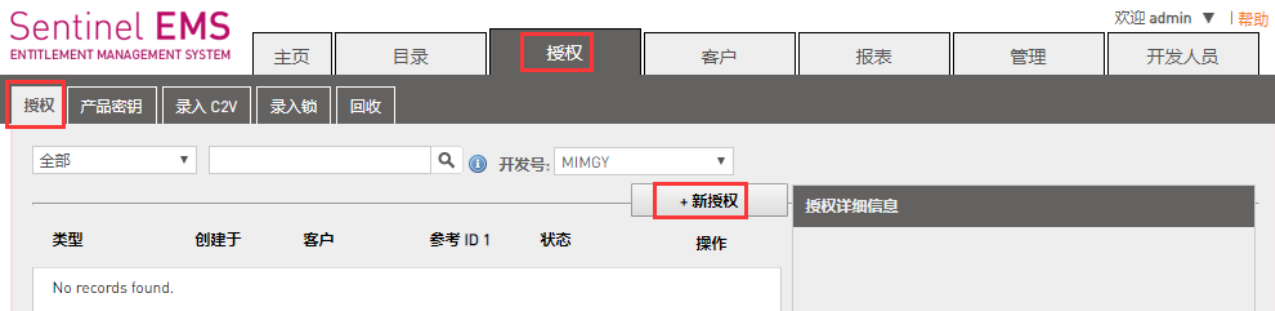 Sentinel EMS
ENTITLEMENT MANAGEMENT SYSTEM
欢迎 admin ▼ | 帮助
主页 目录 授权 客户 报表 管理 开发人员
授权 产品密钥 录入 C2V 录入锁 回收
全部 ▼ 开发号: MIMGY ▼
+ 新授权 授权详细信息
类型 创建于 客户 参考 ID 1 状态 操作
No records found.